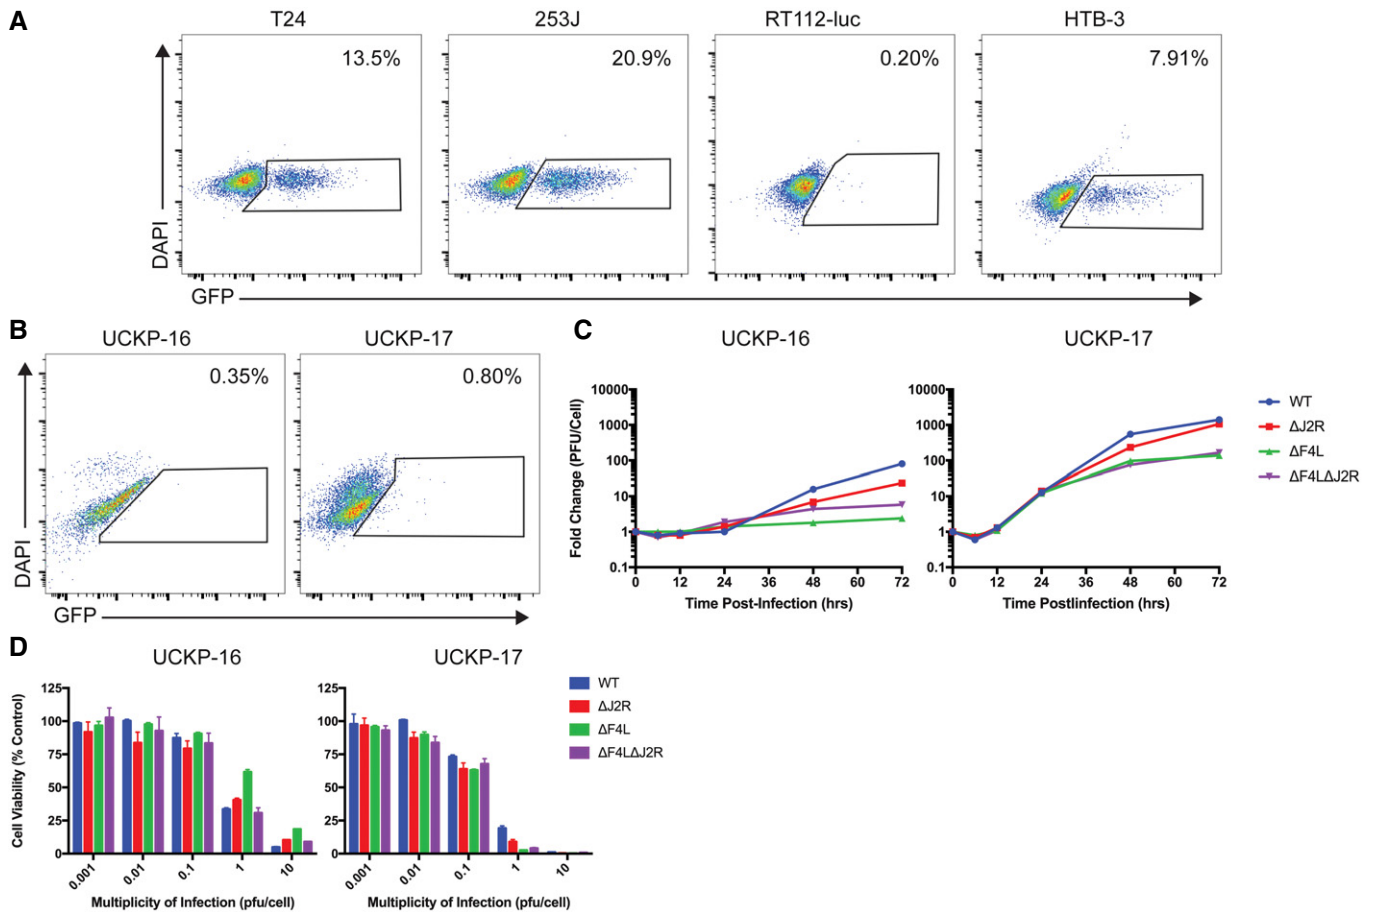 A
T24
253J
RT112-luc
HTB-3
13.5%
20.9%
0.20%
7.91%
DAPI
GFP
B
UCKP-16
UCKP-17
0.35%
0.80%
DAPI
GFP
C
UCKP-16
UCKP-17
Fold Change (PFU/Cell)
10000
1000
100
10
1
0.1
0 12 24 36 48 60 72
Time Post-Infection (hrs)
10000
1000
100
10
1
0.1
0 12 24 36 48 60 72
Time PostIinfection (hrs)
WT
ΔJ2R
ΔF4L
ΔF4LΔJ2R
D
UCKP-16
UCKP-17
Cell Viability (% Control)
125
100
75
50
25
0
0.001 0.01 0.1 1 10
Multiplicity of Infection (pfu/cell)
125
100
75
50
25
0
0.001 0.01 0.1 1 10
Multiplicity of Infection (pfu/cell)
WT
ΔJ2R
ΔF4L
ΔF4LΔJ2R